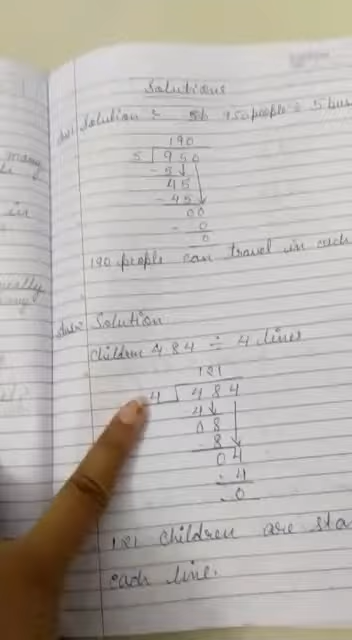 Solutions
Solution = 950 people ÷ 5 bus
190
5 950
- 5
45
- 45
00
- 0
0
190 people can travel in each
Solution
Children 484 ÷ 4 lines
121
4 484
4
08
- 8
04
- 4
0
121 children are sta
each line.
many
in